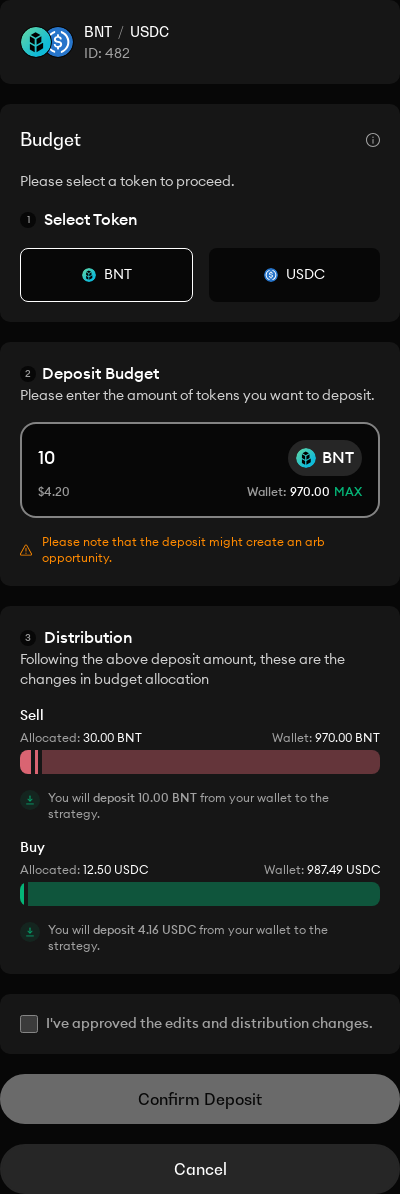 BNT / USDC
ID: 482
Budget
Please select a token to proceed.
1 Select Token
BNT
USDC
2 Deposit Budget
Please enter the amount of tokens you want to deposit.
10
BNT
$4.20
Wallet: 970.00 MAX
Please note that the deposit might create an arb
opportunity.
3 Distribution
Following the above deposit amount, these are the
changes in budget allocation
Sell
Allocated: 30.00 BNT
Wallet: 970.00 BNT
You will deposit 10.00 BNT from your wallet to the
strategy.
Buy
Allocated: 12.50 USDC
Wallet: 987.49 USDC
You will deposit 4.16 USDC from your wallet to the
strategy.
I've approved the edits and distribution changes.
Confirm Deposit
Cancel